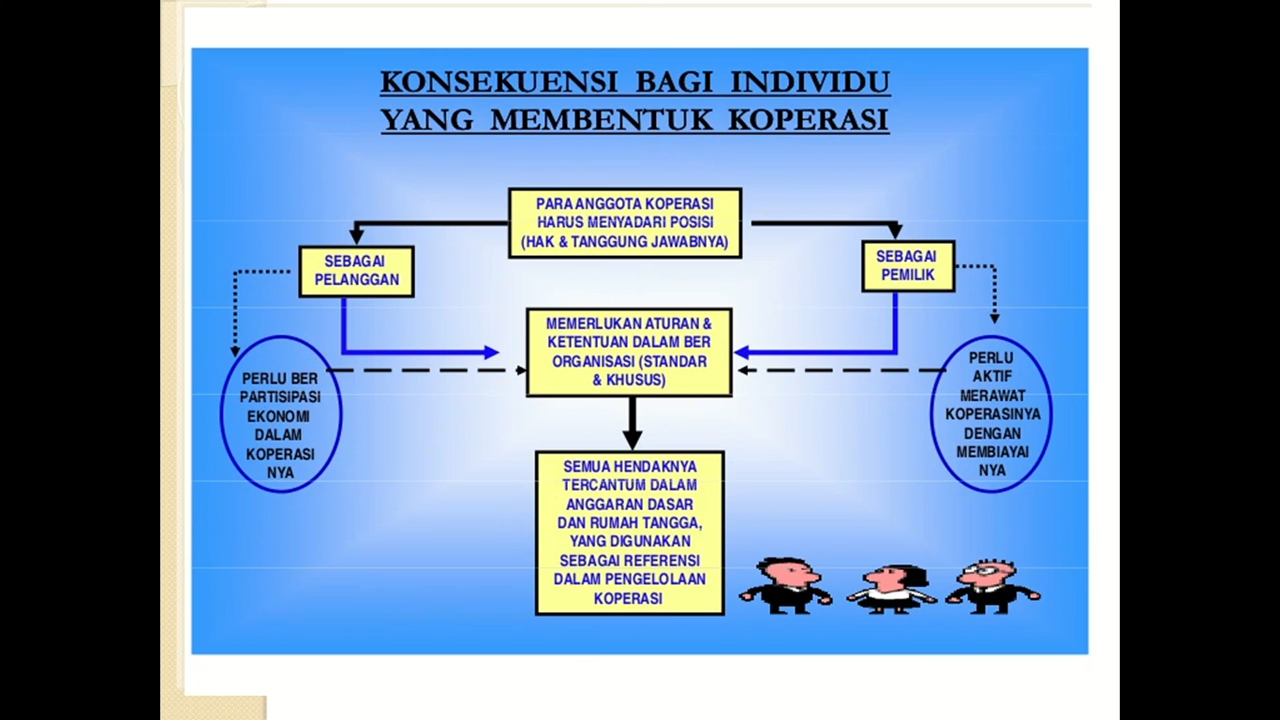 KONSEKUENSI BAGI INDIVIDU
YANG MEMBENTUK KOPERASI
PARA ANGGOTA KOPERASI
HARUS MENYADARI POSISI
(HAK & TANGGUNG JAWABNYA)
SEBAGAI
PELANGGAN
SEBAGAI
PEMILIK
MEMERLUKAN ATURAN &
KETENTUAN DALAM BER
ORGANISASI (STANDAR
& KHUSUS)
PERLU BER
PARTISIPASI
EKONOMI
DALAM
KOPERASI
NYA
PERLU
AKTIF
MERAWAT
KOPERASINYA
DENGAN
MEMBIAYAI
NYA
SEMUA HENDAKNYA
TERCANTUM DALAM
ANGGARAN DASAR
DAN RUMAH TANGGA,
YANG DIGUNAKAN
SEBAGAI REFERENSI
DALAM PENGELOLAAN
KOPERASI